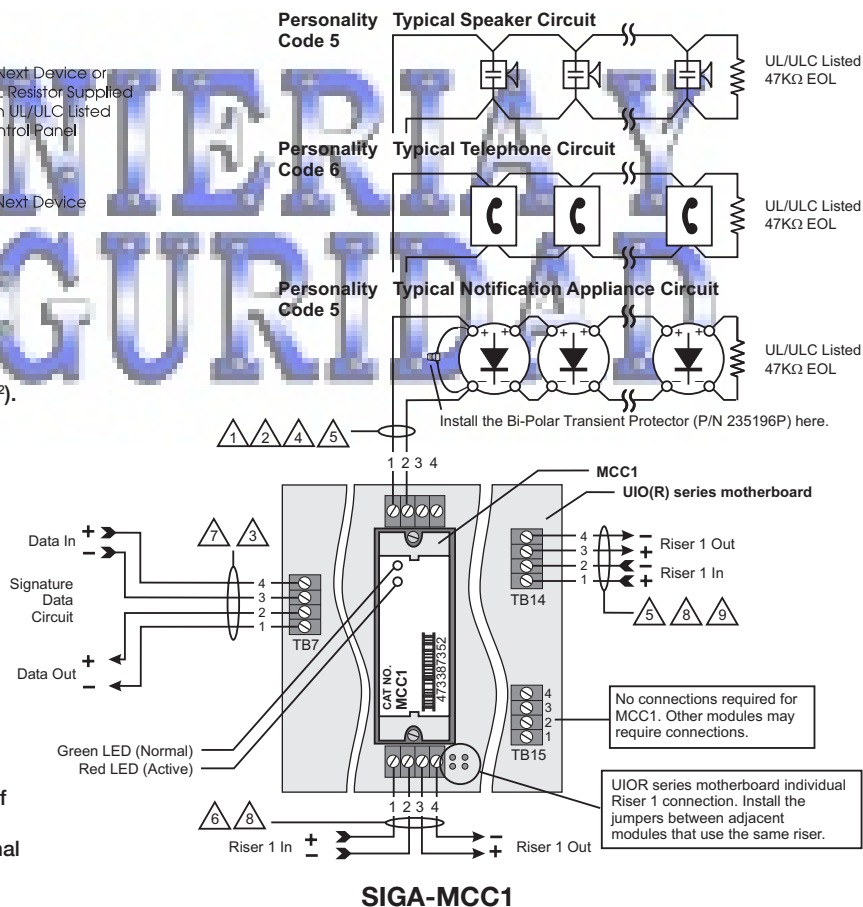 Personality Typical Speaker Circuit
Code 5
UL/ULC Listed
47KΩ EOL
Next Device or
Resistor Supplied
UL/ULC Listed
ntrol Panel
Personality Typical Telephone Circuit
Code 6
UL/ULC Listed
47KΩ EOL
Next Device
NIERIA Y
GURIDAD
Personality Typical Notification Appliance Circuit
Code 5
+ + + + + +
− − − − − −
UL/ULC Listed
47KΩ EOL
²).
Install the Bi-Polar Transient Protector (P/N 235196P) here.
1 2 4 5
1 2 3 4
MCC1
UIO(R) series motherboard
Data In + −
7 3
Signature
Data
Circuit
4
3
2
1
TB7
Data Out + −
4 − Riser 1 Out
3 +
2 − Riser 1 In
1 +
TB14
5 8 9
CAT NO.
MCC1
473387352
4
3
2
1
TB15
No connections required for
MCC1. Other modules may
require connections.
Green LED (Normal)
Red LED (Active)
UIOR series motherboard individual
Riser 1 connection. Install the
jumpers between adjacent
modules that use the same riser.
f
nal
6 8
1 2 3 4
Riser 1 In + −
− + Riser 1 Out
SIGA-MCC1